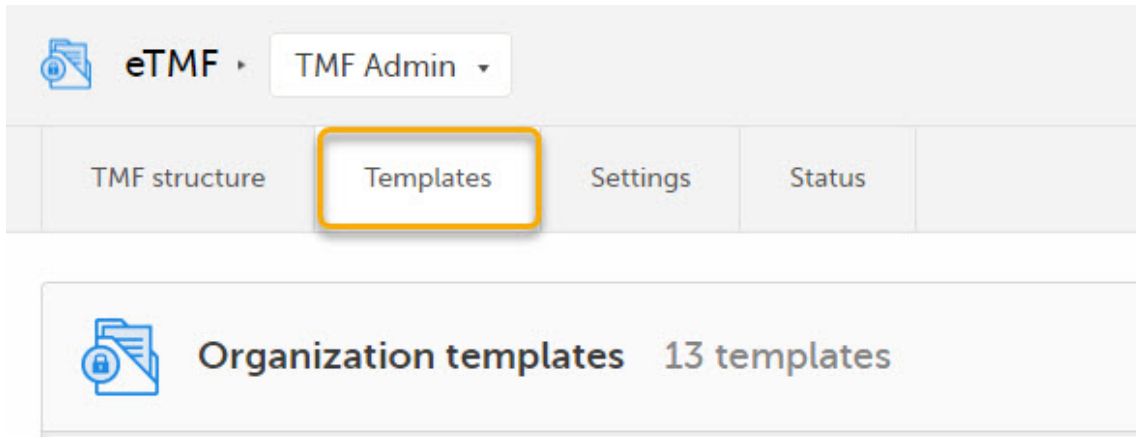 eTMF TMF Admin
TMF structure Templates Settings Status
Organization templates 13 templates